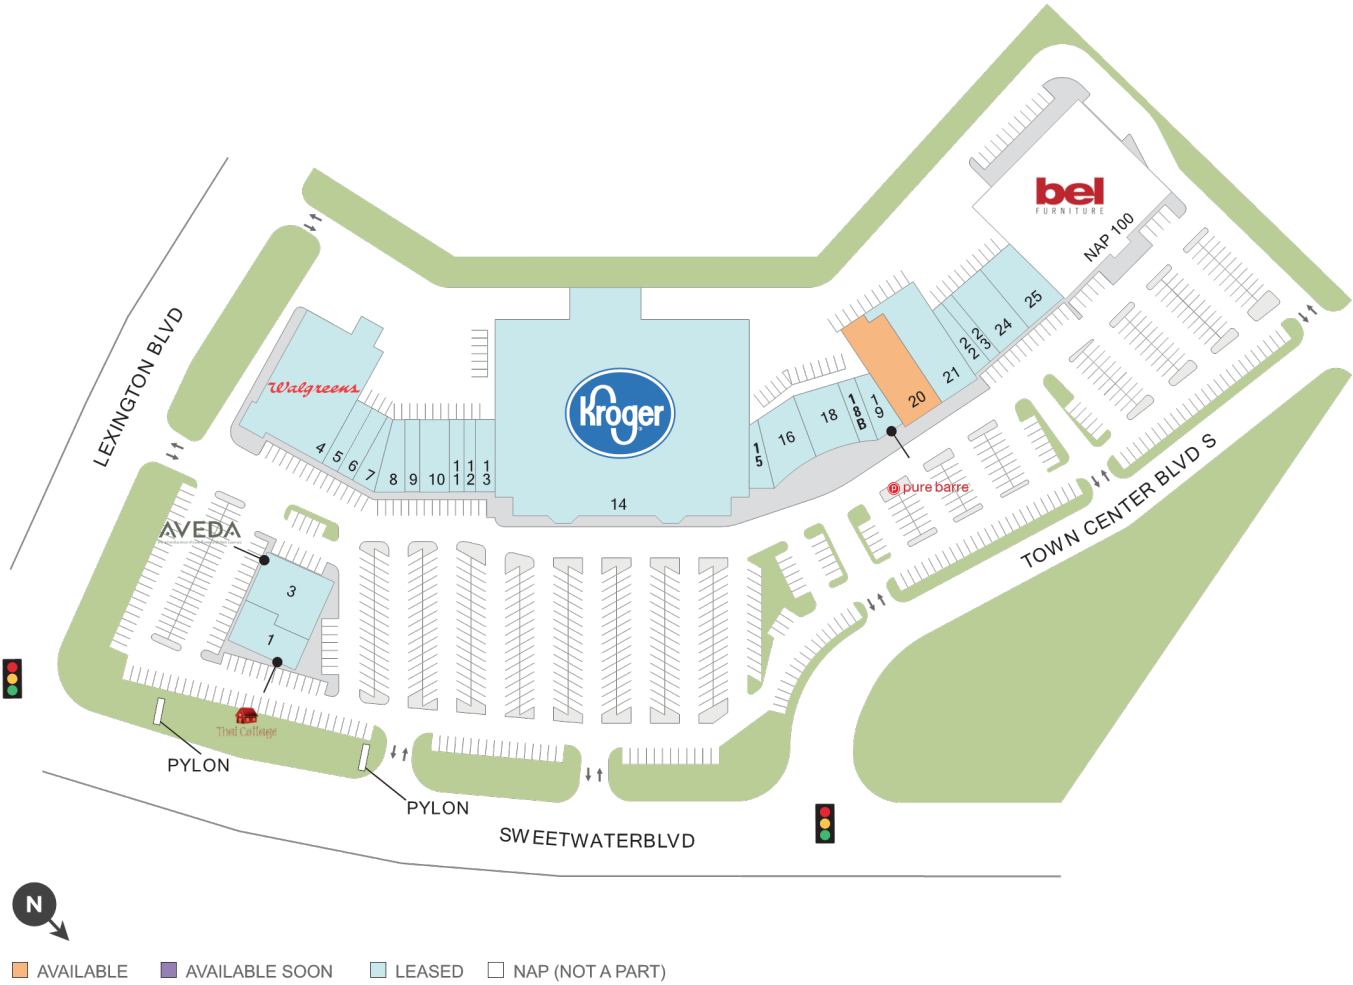 bel
FURNITURE
NAP 100
LEXINGTON BLVD
Walgreens
Kroger
4
5
6
7
8
9
10
11
12
13
14
15
16
18
18B
19
20
21
22
23
24
25
pure barre
TOWN CENTER BLVD S
AVEDA
3
1
Thai Cottage
PYLON
PYLON
SWEETWATERBLVD
N
AVAILABLE
AVAILABLE SOON
LEASED
NAP (NOT A PART)